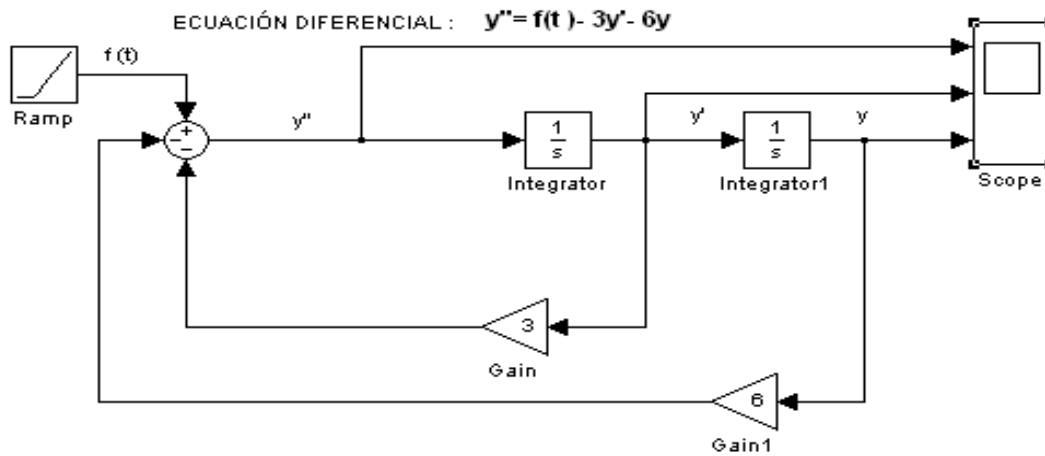 ECUACIÓN DIFERENCIAL : y''= f(t )- 3y'- 6y
f (t)
Ramp
+
−
−
y''
1
s
Integrator
y'
1
s
Integrator1
y
Scope
3
Gain
6
Gain1